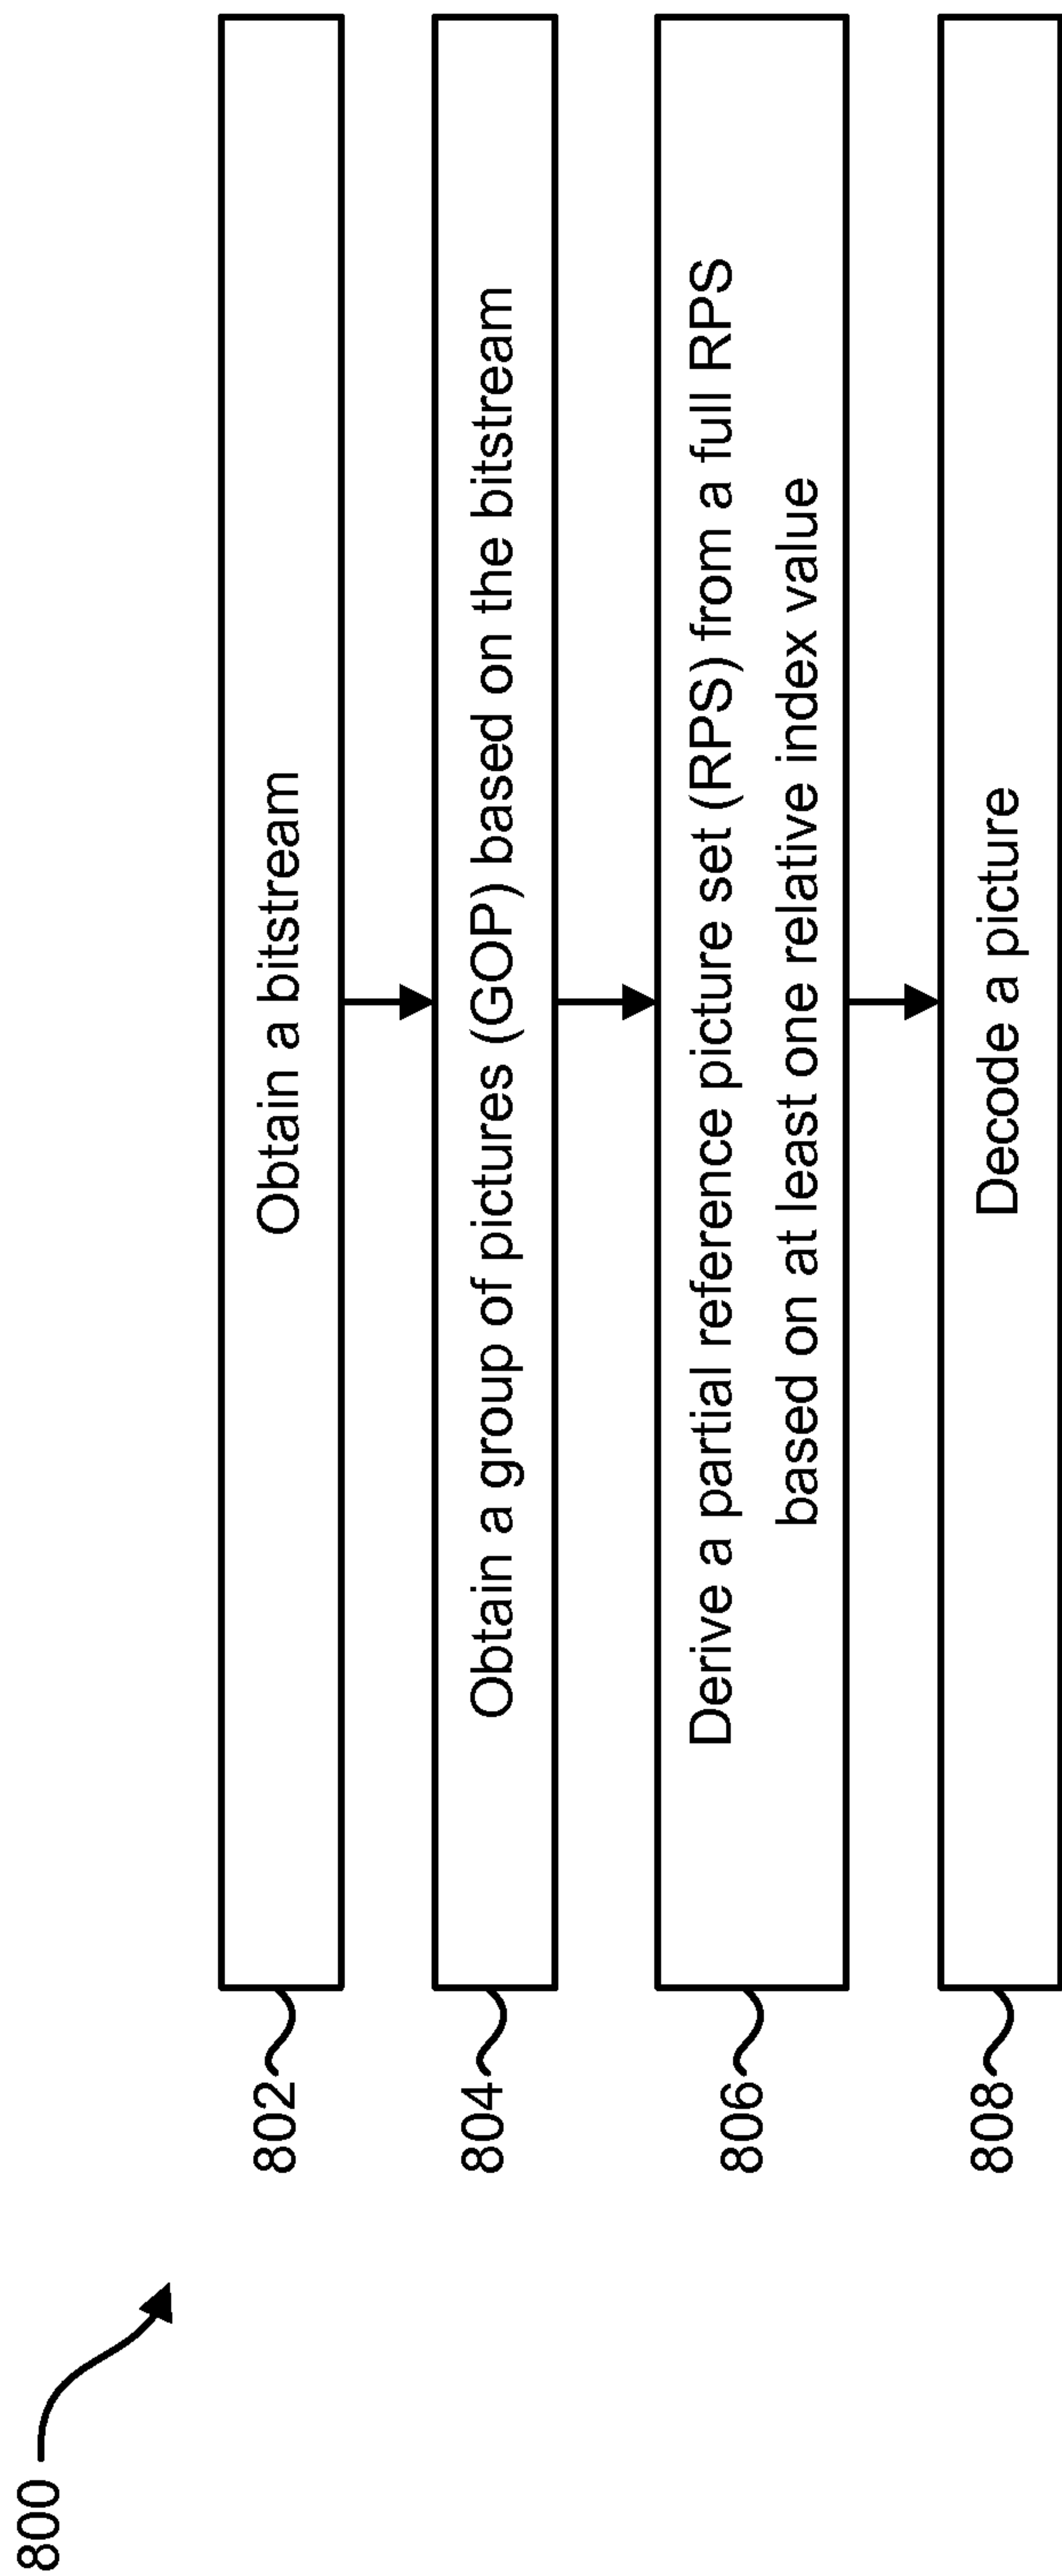 800
802
Obtain a bitstream
804
Obtain a group of pictures (GOP) based on the bitstream
806
Derive a partial reference picture set (RPS) from a full RPS
based on at least one relative index value
808
Decode a picture